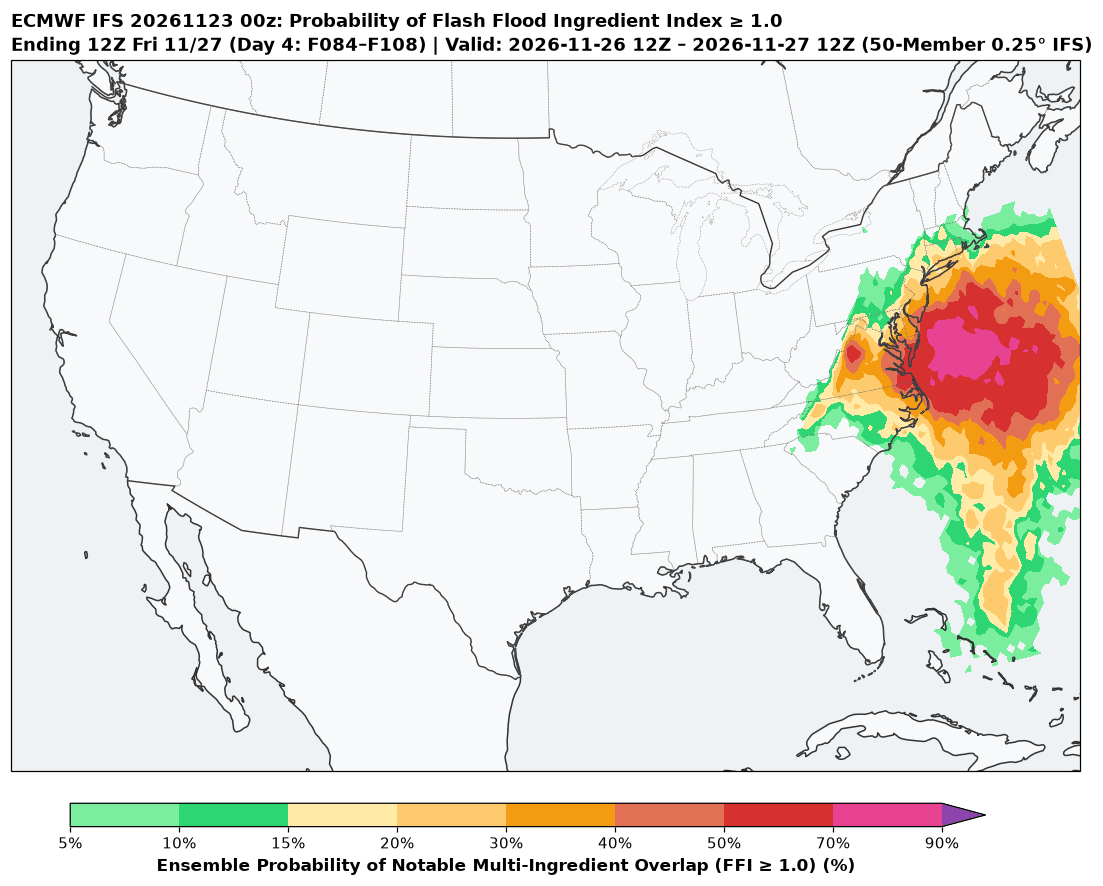 ECMWF IFS 20261123 00z: Probability of Flash Flood Ingredient Index ≥ 1.0
Ending 12Z Fri 11/27 (Day 4: F084–F108) | Valid: 2026-11-26 12Z – 2026-11-27 12Z (50-Member 0.25° IFS)
5% 10% 15% 20% 30% 40% 50% 70% 90%
Ensemble Probability of Notable Multi-Ingredient Overlap (FFI ≥ 1.0) (%)